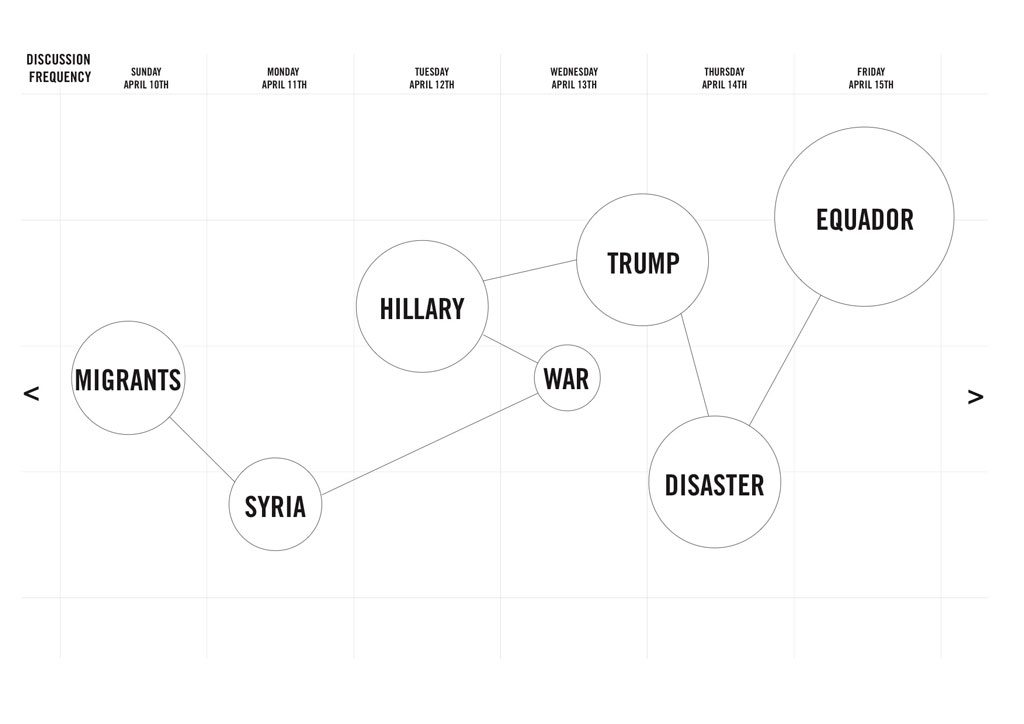 DISCUSSION
FREQUENCY
SUNDAY
APRIL 10TH
MONDAY
APRIL 11TH
TUESDAY
APRIL 12TH
WEDNESDAY
APRIL 13TH
THURSDAY
APRIL 14TH
FRIDAY
APRIL 15TH
EQUADOR
TRUMP
HILLARY
MIGRANTS
WAR
<
>
DISASTER
SYRIA